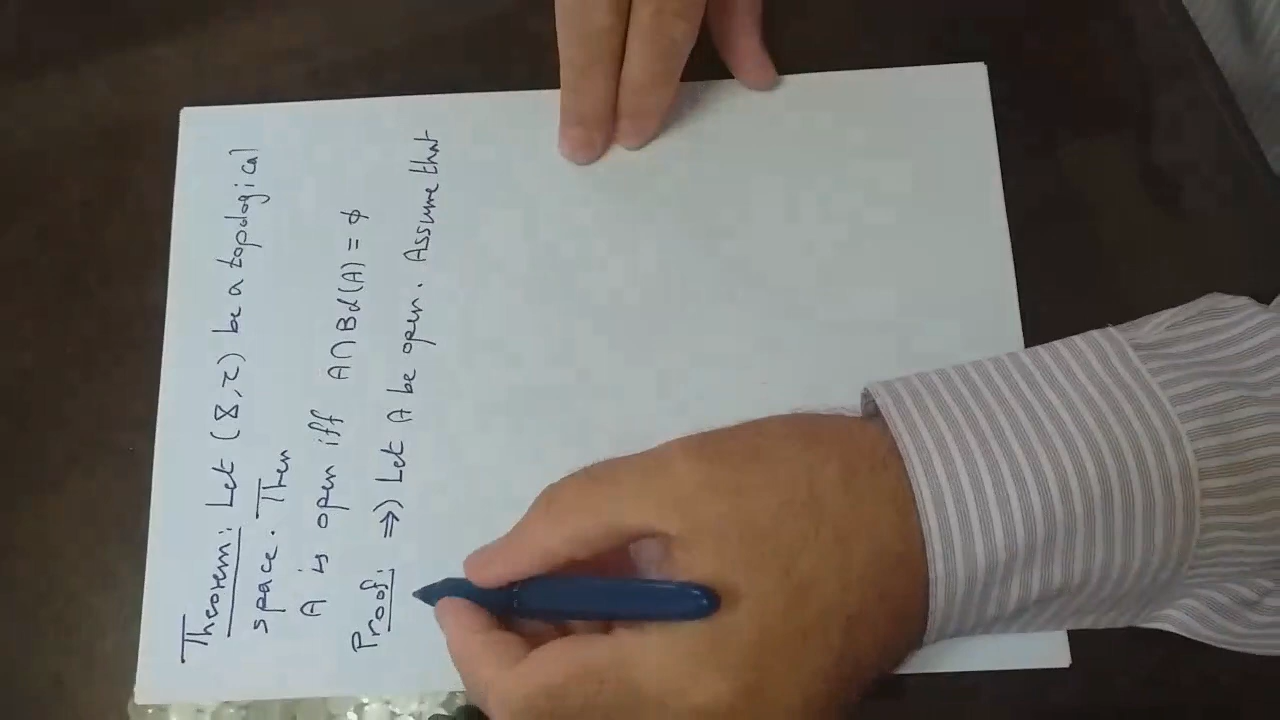 Theorem: Let (X, τ) be a topological
space. Then
A is open iff A∩Bd(A) = ϕ
Proof: ⇒) Let A be open. Assume that